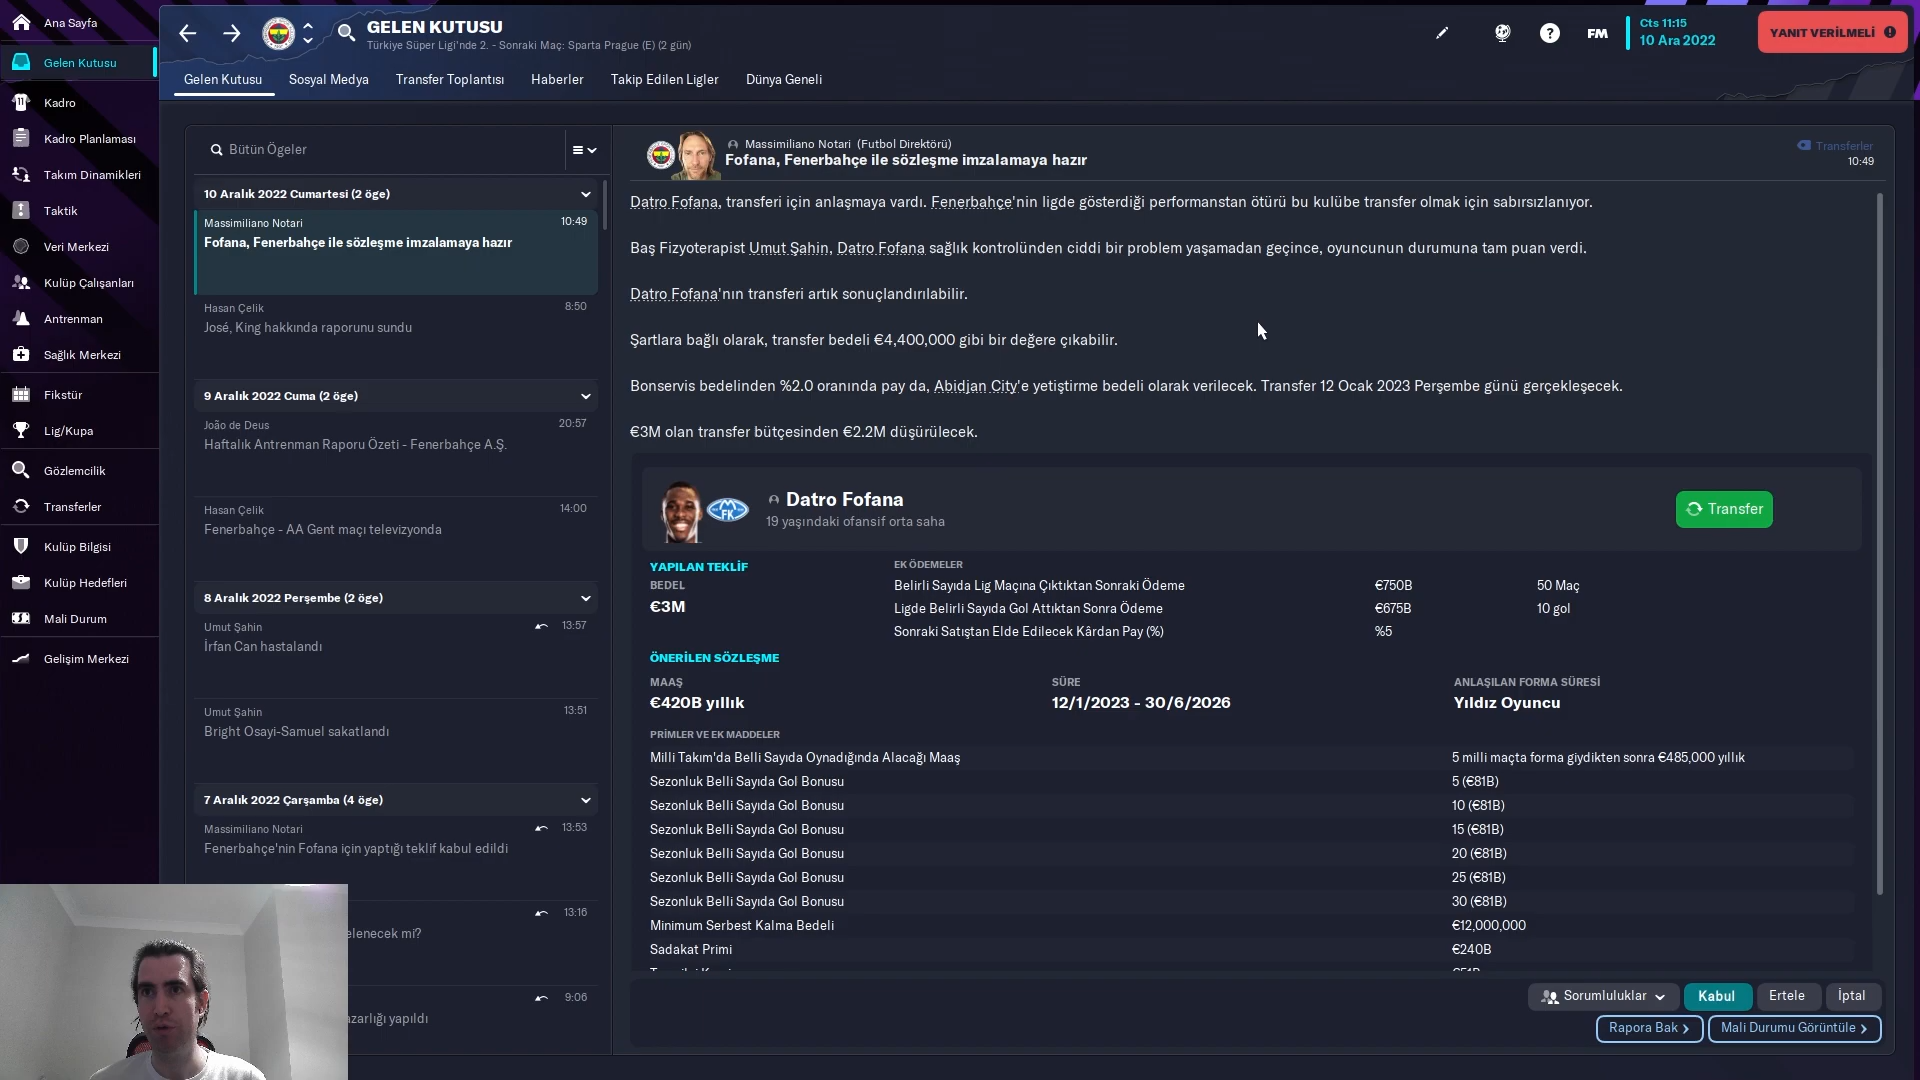 Ana Sayfa
Gelen Kutusu
Kadro
Kadro Planlaması
Takım Dinamikleri
Taktik
Veri Merkezi
Kulüp Çalışanları
Antrenman
Sağlık Merkezi
Fikstür
Lig/Kupa
Gözlemcilik
Transferler
Kulüp Bilgisi
Kulüp Hedefleri
Mali Durum
Gelişim Merkezi
GELEN KUTUSU
Türkiye Süper Ligi'nde 2. - Sonraki Maç: Sparta Prague (E) (2 gün)
FM
Cts 11:15
10 Ara 2022
YANIT VERİLMELİ
Gelen Kutusu Sosyal Medya Transfer Toplantısı Haberler Takip Edilen Ligler Dünya Geneli
Bütün Ögeler
10 Aralık 2022 Cumartesi (2 öge)
Massimiliano Notari 10:49
Fofana, Fenerbahçe ile sözleşme imzalamaya hazır
Hasan Çelik 8:50
José, King hakkında raporunu sundu
9 Aralık 2022 Cuma (2 öge)
João de Deus 20:57
Haftalık Antrenman Raporu Özeti - Fenerbahçe A.Ş.
Hasan Çelik 14:00
Fenerbahçe - AA Gent maçı televizyonda
8 Aralık 2022 Perşembe (2 öge)
Umut Şahin 13:57
İrfan Can hastalandı
Umut Şahin 13:51
Bright Osayi-Samuel sakatlandı
7 Aralık 2022 Çarşamba (4 öge)
Massimiliano Notari 13:53
Fenerbahçe'nin Fofana için yaptığı teklif kabul edildi
13:16
elenecek mi?
9:06
azarlığı yapıldı
Massimiliano Notari (Futbol Direktörü)
Fofana, Fenerbahçe ile sözleşme imzalamaya hazır
Transferler
10:49
Datro Fofana, transferi için anlaşmaya vardı. Fenerbahçe'nin ligde gösterdiği performanstan ötürü bu kulübe transfer olmak için sabırsızlanıyor.
Baş Fizyoterapist Umut Şahin, Datro Fofana sağlık kontrolünden ciddi bir problem yaşamadan geçince, oyuncunun durumuna tam puan verdi.
Datro Fofana'nın transferi artık sonuçlandırılabilir.
Şartlara bağlı olarak, transfer bedeli €4,400,000 gibi bir değere çıkabilir.
Bonservis bedelinden %2.0 oranında pay da, Abidjan City'e yetiştirme bedeli olarak verilecek. Transfer 12 Ocak 2023 Perşembe günü gerçekleşecek.
€3M olan transfer bütçesinden €2.2M düşürülecek.
Datro Fofana
19 yaşındaki ofansif orta saha
Transfer
YAPILAN TEKLİF
BEDEL
€3M
EK ÖDEMELER
Belirli Sayıda Lig Maçına Çıktıktan Sonraki Ödeme €750B 50 Maç
Ligde Belirli Sayıda Gol Attıktan Sonra Ödeme €675B 10 gol
Sonraki Satıştan Elde Edilecek Kârdan Pay (%) %5
ÖNERİLEN SÖZLEŞME
MAAŞ SÜRE ANLAŞILAN FORMA SÜRESİ
€420B yıllık 12/1/2023 - 30/6/2026 Yıldız Oyuncu
PRİMLER VE EK MADDELER
Milli Takım'da Belli Sayıda Oynadığında Alacağı Maaş 5 milli maçta forma giydikten sonra €485,000 yıllık
Sezonluk Belli Sayıda Gol Bonusu 5 (€81B)
Sezonluk Belli Sayıda Gol Bonusu 10 (€81B)
Sezonluk Belli Sayıda Gol Bonusu 15 (€81B)
Sezonluk Belli Sayıda Gol Bonusu 20 (€81B)
Sezonluk Belli Sayıda Gol Bonusu 25 (€81B)
Sezonluk Belli Sayıda Gol Bonusu 30 (€81B)
Minimum Serbest Kalma Bedeli €12,000,000
Sadakat Primi €240B
Sorumluluklar Kabul Ertele İptal
Rapora Bak Mali Durumu Görüntüle